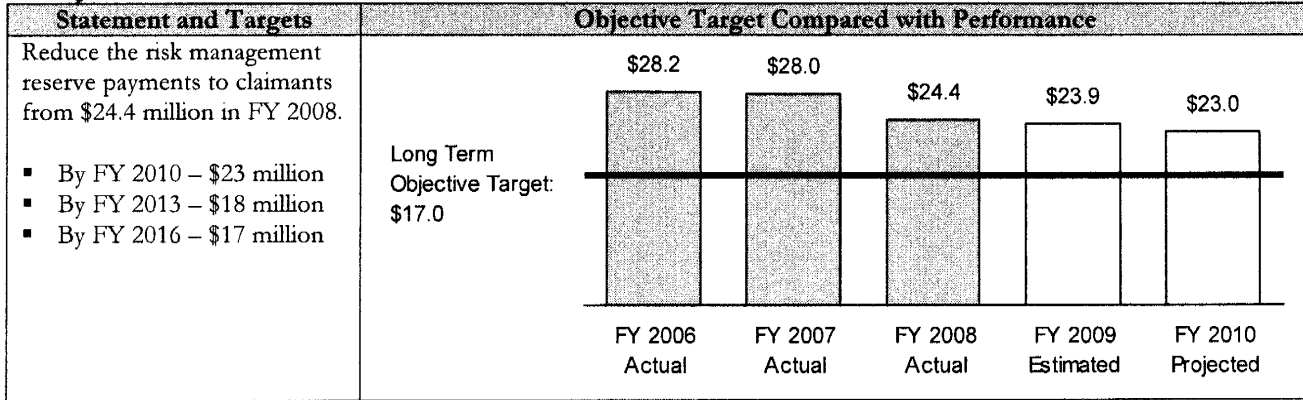 Statement and Targets
Objective Target Compared with Performance
Reduce the risk management
reserve payments to claimants
from $24.4 million in FY 2008.
▪ By FY 2010 – $23 million
▪ By FY 2013 – $18 million
▪ By FY 2016 – $17 million
Long Term
Objective Target:
$17.0
$28.2 $28.0 $24.4 $23.9 $23.0
FY 2006 FY 2007 FY 2008 FY 2009 FY 2010
Actual Actual Actual Estimated Projected